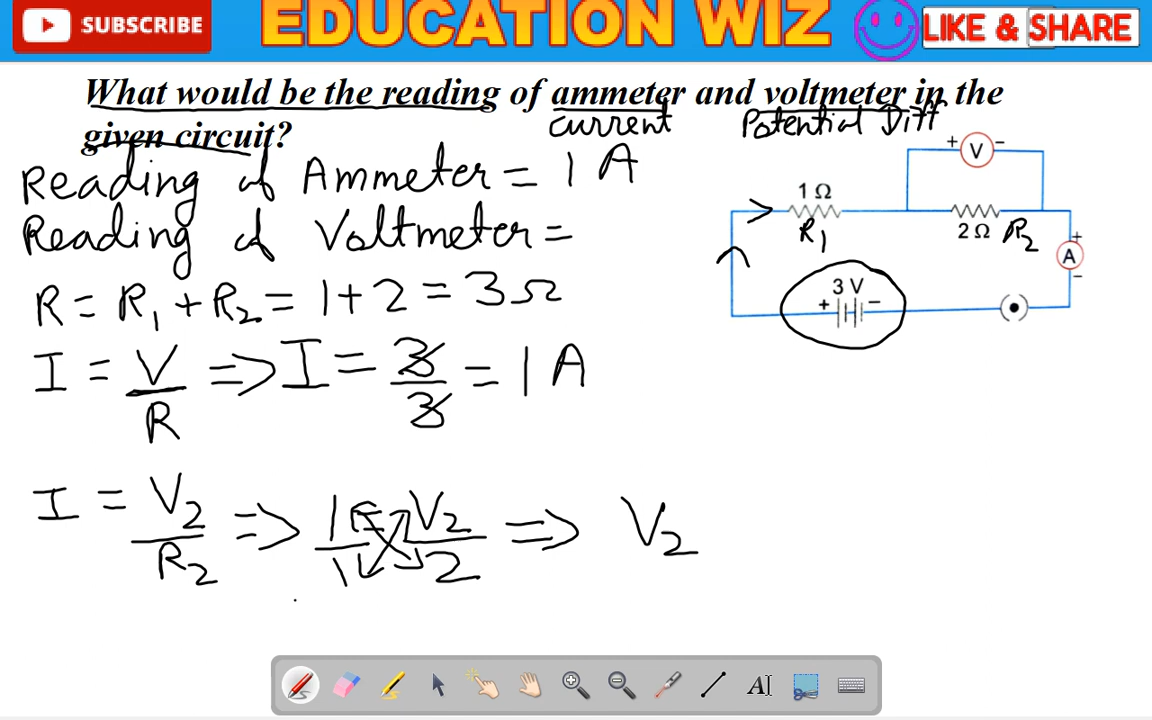 SUBSCRIBE EDUCATION WIZ LIKE & SHARE
What would be the reading of ammeter and voltmeter in the
given circuit? current Potential Diff
Reading of Ammeter = 1 A
Reading of Voltmeter =
R = R₁ + R₂ = 1 + 2 = 3 Ω
I = V/R => I = 3/3 = 1 A
I = V₂/R₂ => 1/1 = V₂/2 => V₂
+ V -
1 Ω
R₁
2 Ω R₂
+
A
-
3 V
+ -
AI